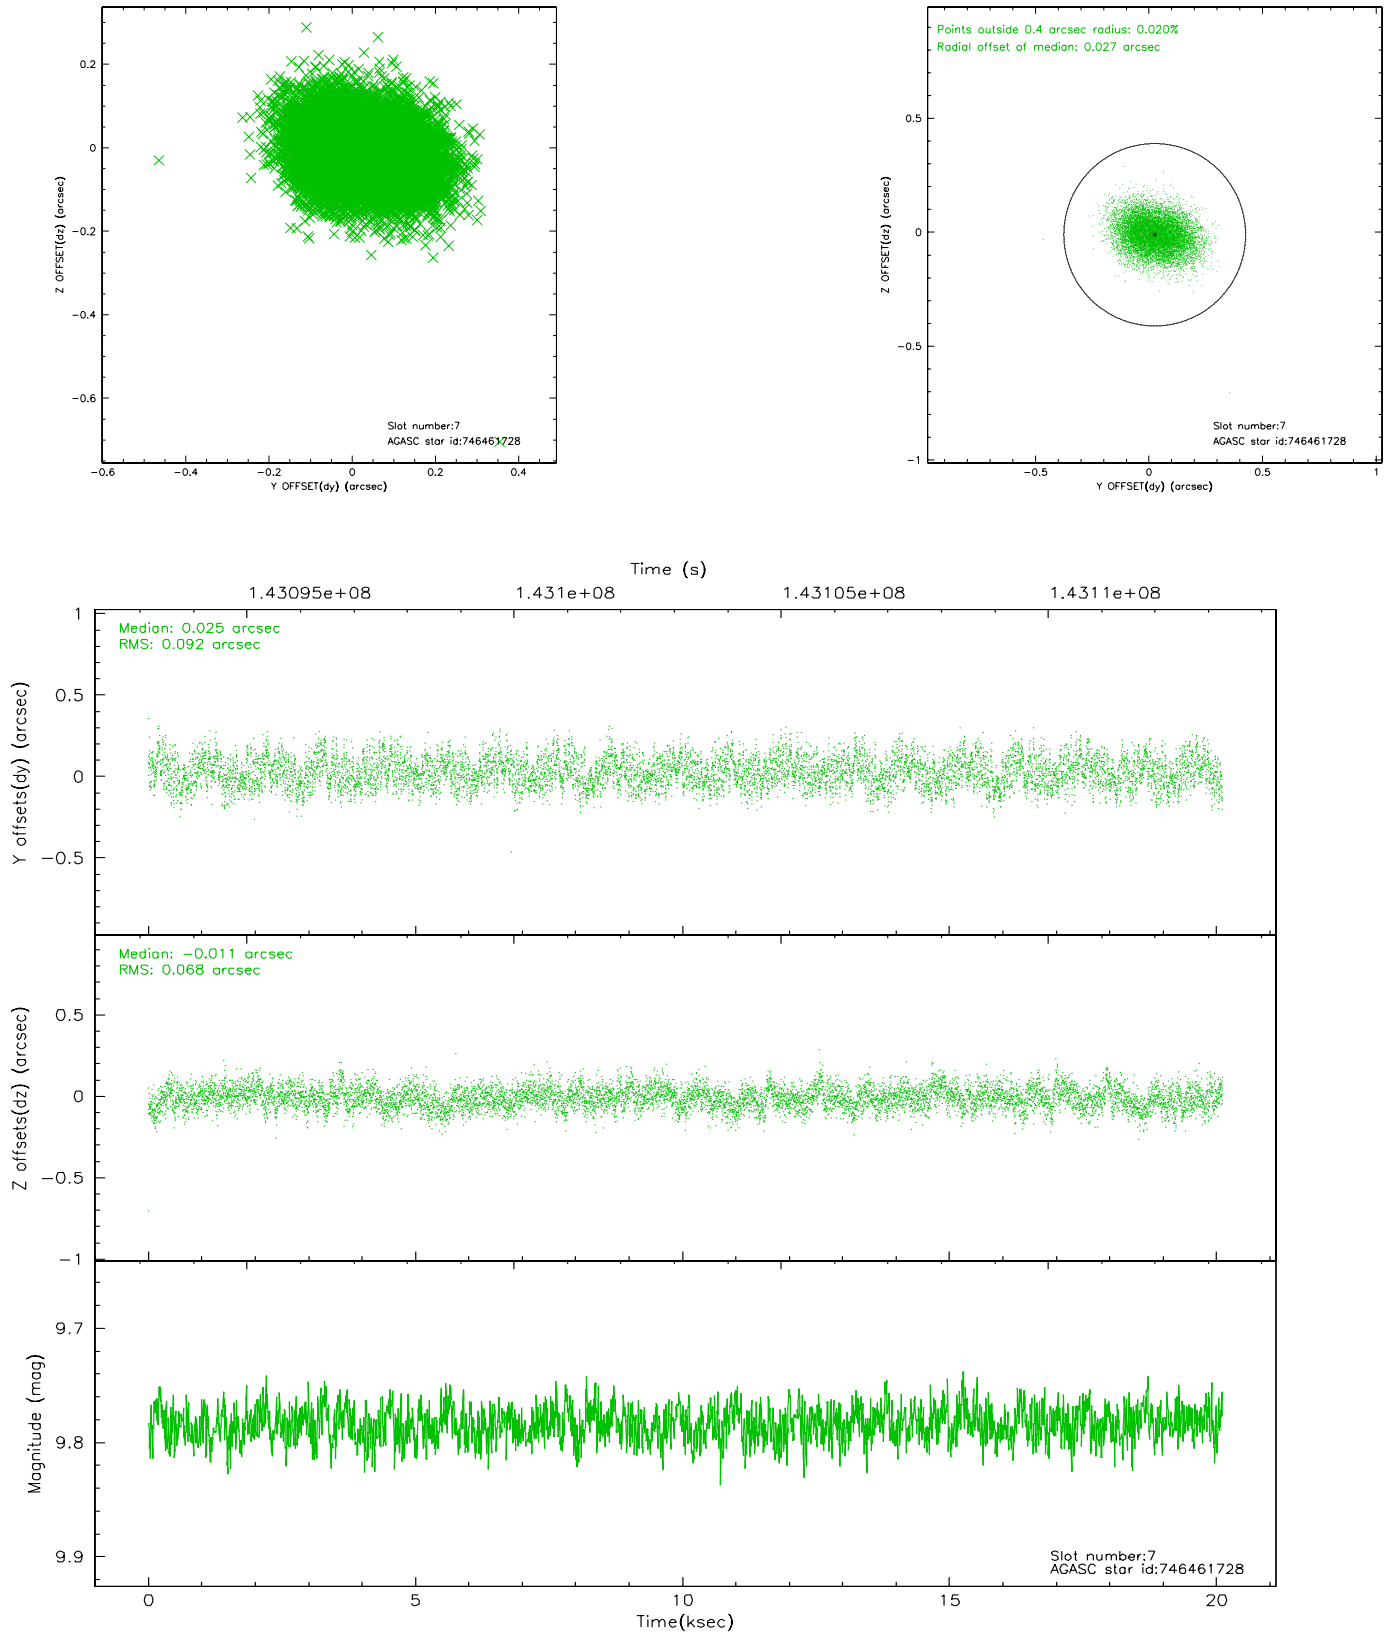 0.2
0
−0.2
−0.4
−0.6
Z OFFSET(dz) (arcsec)
Slot number:7
AGASC star id:746461728
−0.6 −0.4 −0.2 0 0.2 0.4
Y OFFSET(dy) (arcsec)
Points outside 0.4 arcsec radius: 0.020%
Radial offset of median: 0.027 arcsec
0.5
0
−0.5
−1
Z OFFSET(dz) (arcsec)
Slot number:7
AGASC star id:746461728
−0.5 0 0.5 1
Y OFFSET(dy) (arcsec)
Time (s)
1.43095e+08 1.431e+08 1.43105e+08 1.4311e+08
Median: 0.025 arcsec
RMS: 0.092 arcsec
1
0.5
0
−0.5
Y offsets(dy) (arcsec)
Median: −0.011 arcsec
RMS: 0.068 arcsec
0.5
0
−0.5
−1
Z offsets(dz) (arcsec)
9.7
9.8
9.9
Magnitude (mag)
Slot number:7
AGASC star id:746461728
0 5 10 15 20
Time(ksec)